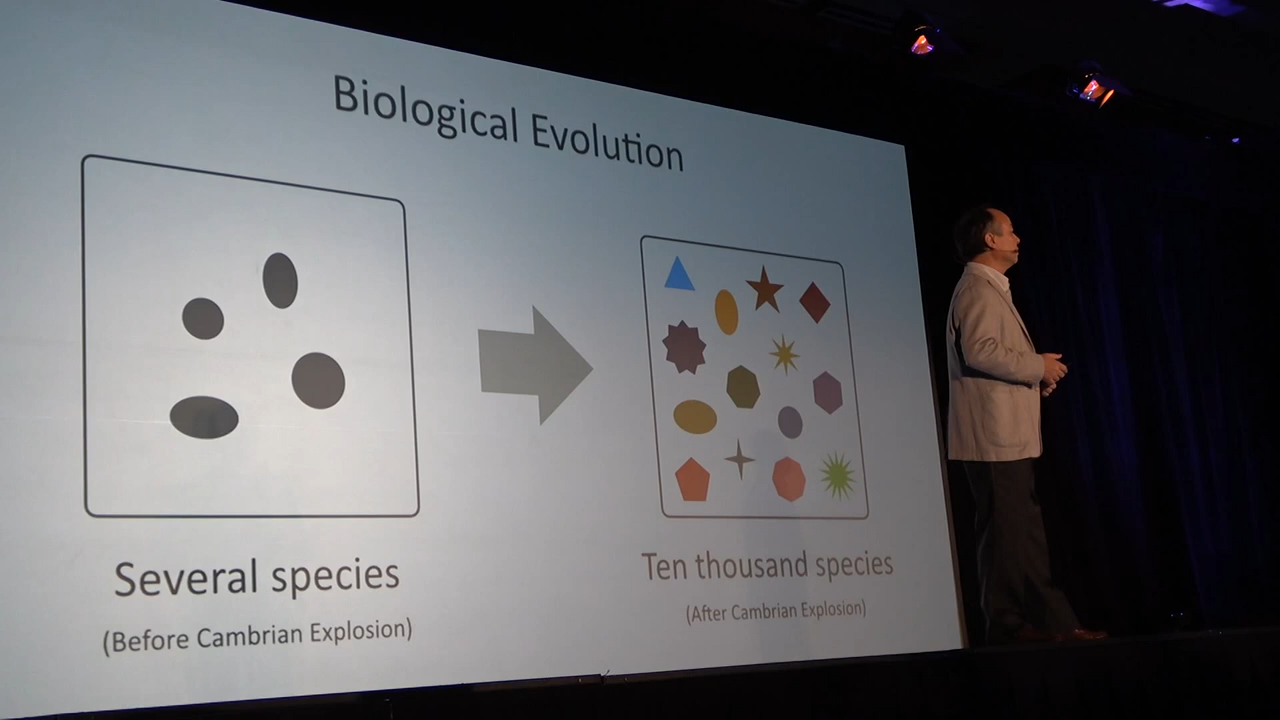 Biological Evolution
Several species
(Before Cambrian Explosion)
Ten thousand species
(After Cambrian Explosion)